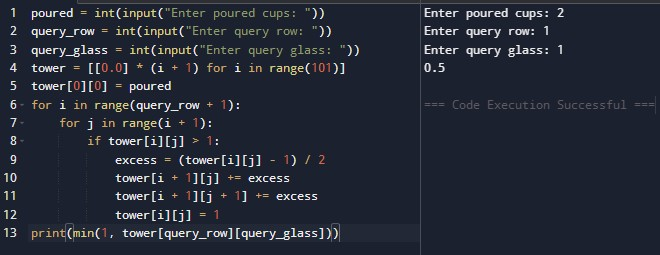 1 poured = int(input("Enter poured cups: "))
2 query_row = int(input("Enter query row: "))
3 query_glass = int(input("Enter query glass: "))
4 tower = [[0.0] * (i + 1) for i in range(101)]
5 tower[0][0] = poured
6 for i in range(query_row + 1):
7     for j in range(i + 1):
8         if tower[i][j] > 1:
9             excess = (tower[i][j] - 1) / 2
10             tower[i + 1][j] += excess
11             tower[i + 1][j + 1] += excess
12             tower[i][j] = 1
13 print(min(1, tower[query_row][query_glass]))
Enter poured cups: 2
Enter query row: 1
Enter query glass: 1
0.5
=== Code Execution Successful ===